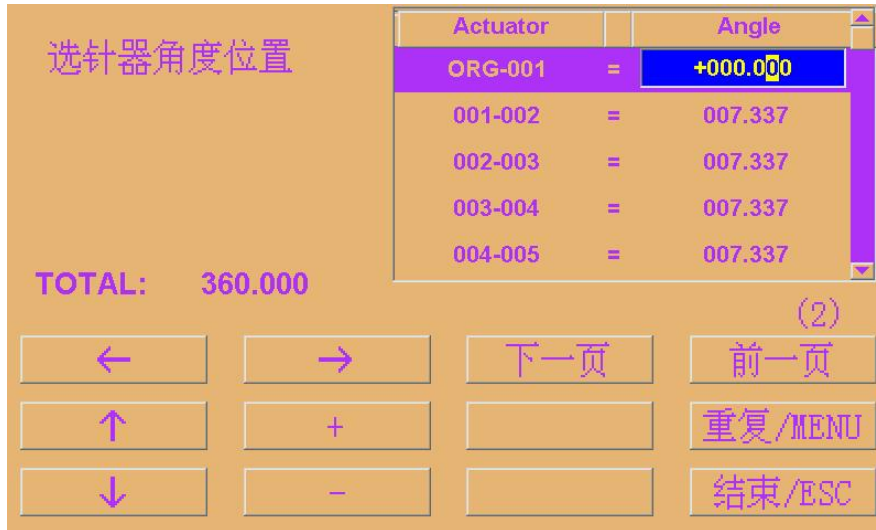 选针器角度位置
Actuator Angle
ORG-001 = +000.000
001-002 = 007.337
002-003 = 007.337
003-004 = 007.337
004-005 = 007.337
TOTAL: 360.000
(2)
← → 下一页 前一页
↑ + 重复/MENU
↓ - 结束/ESC